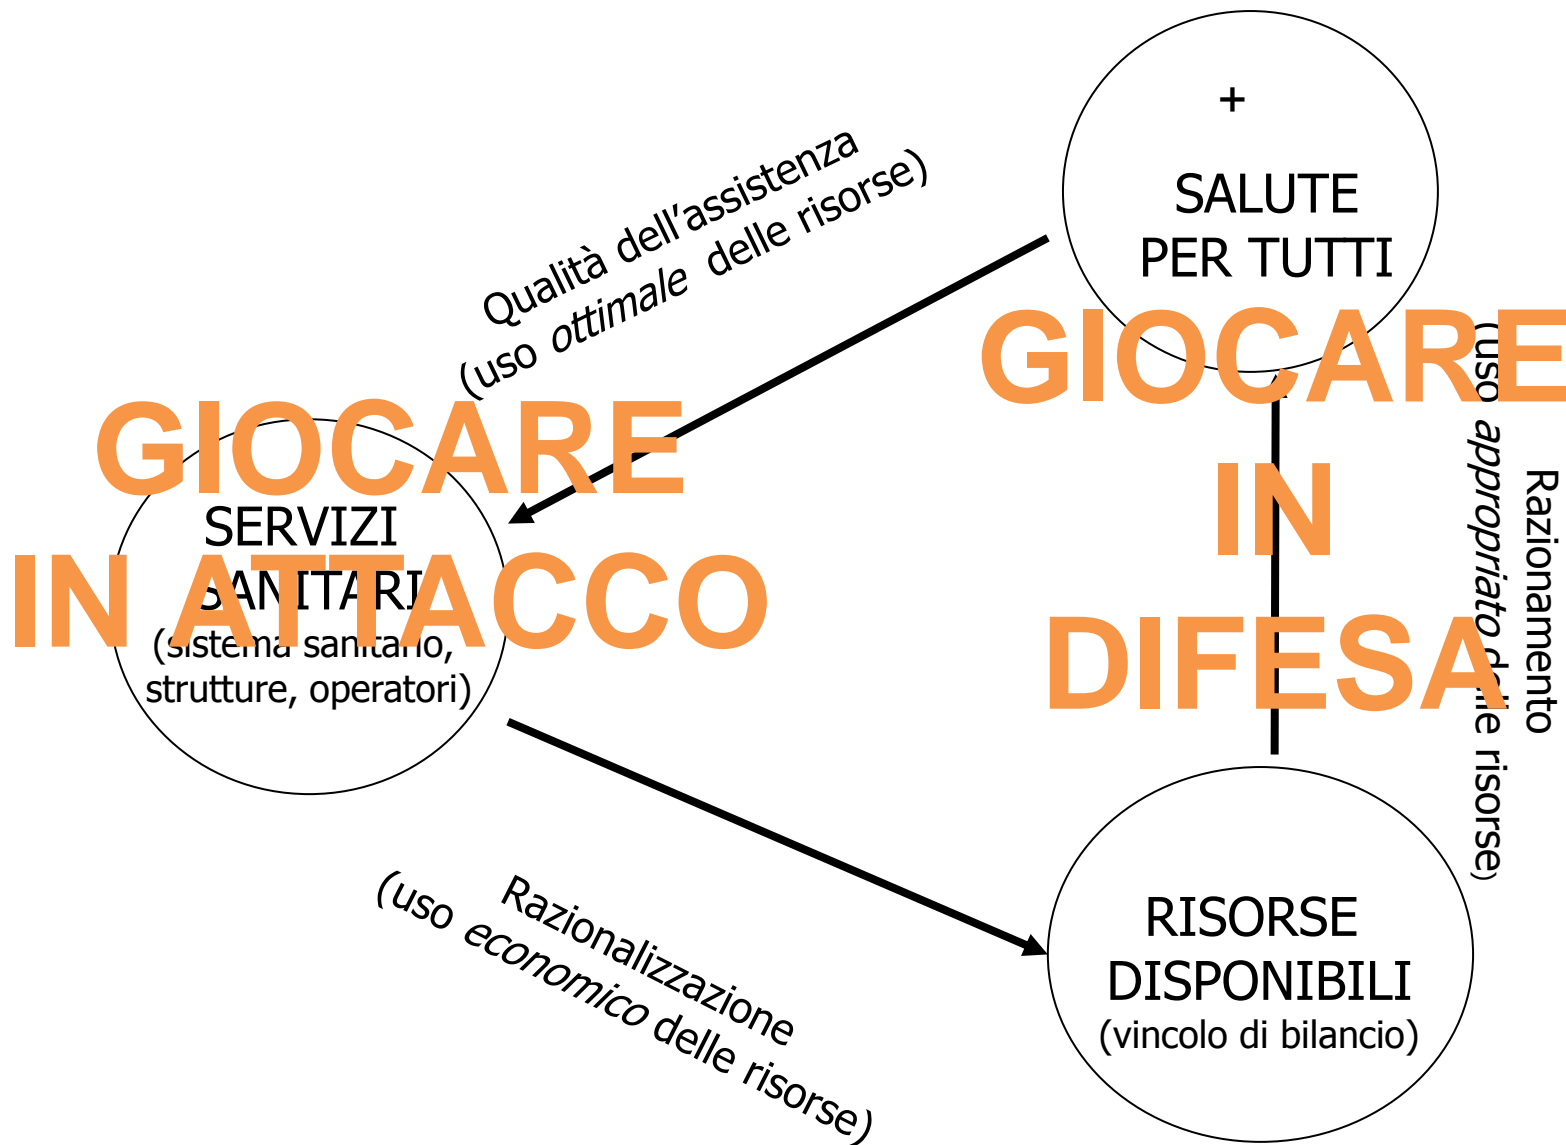 +
SALUTE
PER TUTTI
Qualità dell’assistenza
(uso ottimale delle risorse)
GIOCARE
IN
DIFESA
Razionamento
(uso appropriato delle risorse)
GIOCARE
IN ATTACCO
SERVIZI
SANITARI
(sistema sanitario,
strutture, operatori)
Razionalizzazione
(uso economico delle risorse)
RISORSE
DISPONIBILI
(vincolo di bilancio)